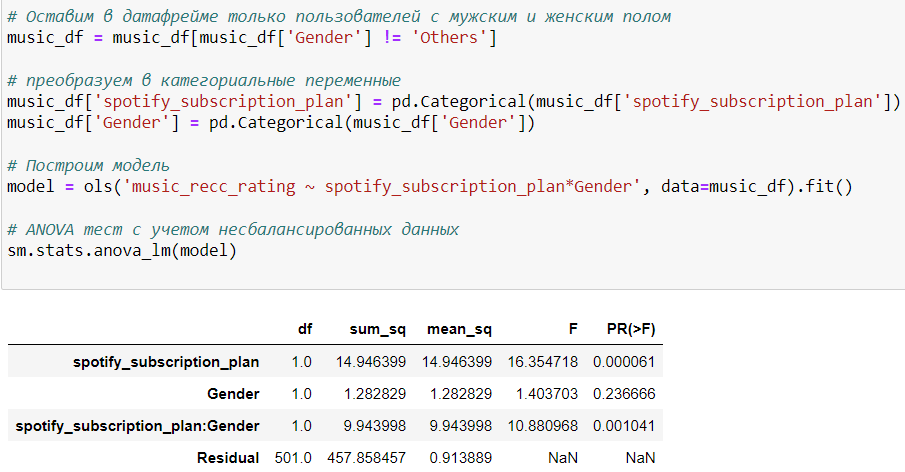 # Оставим в датафрейме только пользователей с мужским и женским полом
music_df = music_df[music_df['Gender'] != 'Others']
# преобразуем в категориальные переменные
music_df['spotify_subscription_plan'] = pd.Categorical(music_df['spotify_subscription_plan'])
music_df['Gender'] = pd.Categorical(music_df['Gender'])
# Построим модель
model = ols('music_recc_rating ~ spotify_subscription_plan*Gender', data=music_df).fit()
# ANOVA тест с учетом несбалансированных данных
sm.stats.anova_lm(model)
df sum_sq mean_sq F PR(>F)
spotify_subscription_plan 1.0 14.946399 14.946399 16.354718 0.000061
Gender 1.0 1.282829 1.282829 1.403703 0.236666
spotify_subscription_plan:Gender 1.0 9.943998 9.943998 10.880968 0.001041
Residual 501.0 457.858457 0.913889 NaN NaN